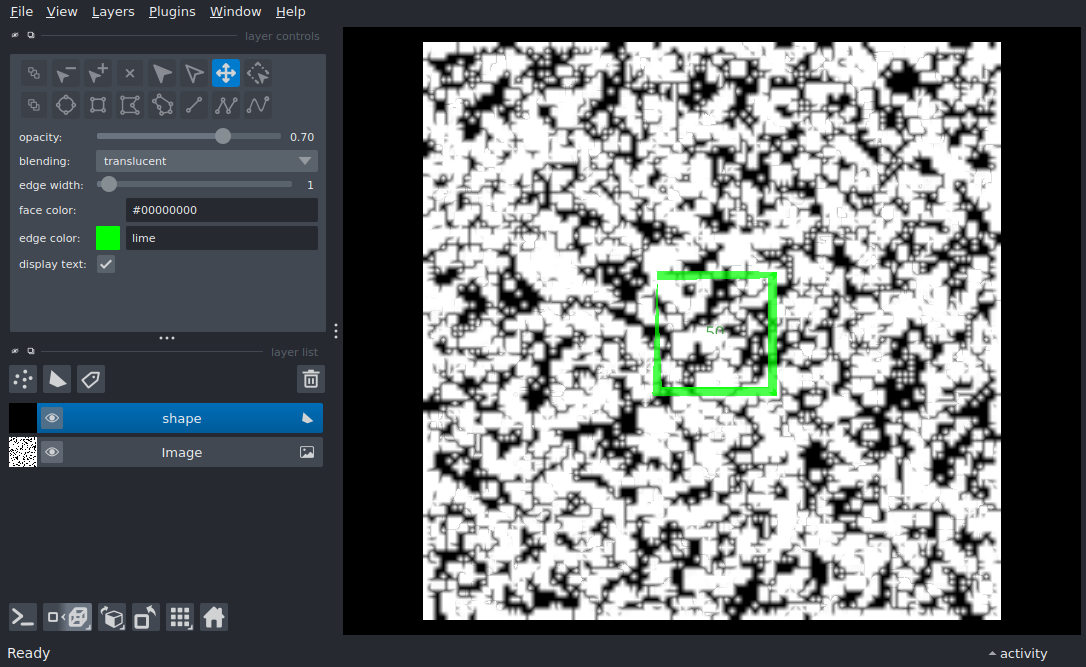 File View Layers Plugins Window Help
layer controls
opacity: 0.70
blending: translucent
edge width: 1
face color: #00000000
edge color: lime
display text:
layer list
shape
Image
Ready
activity